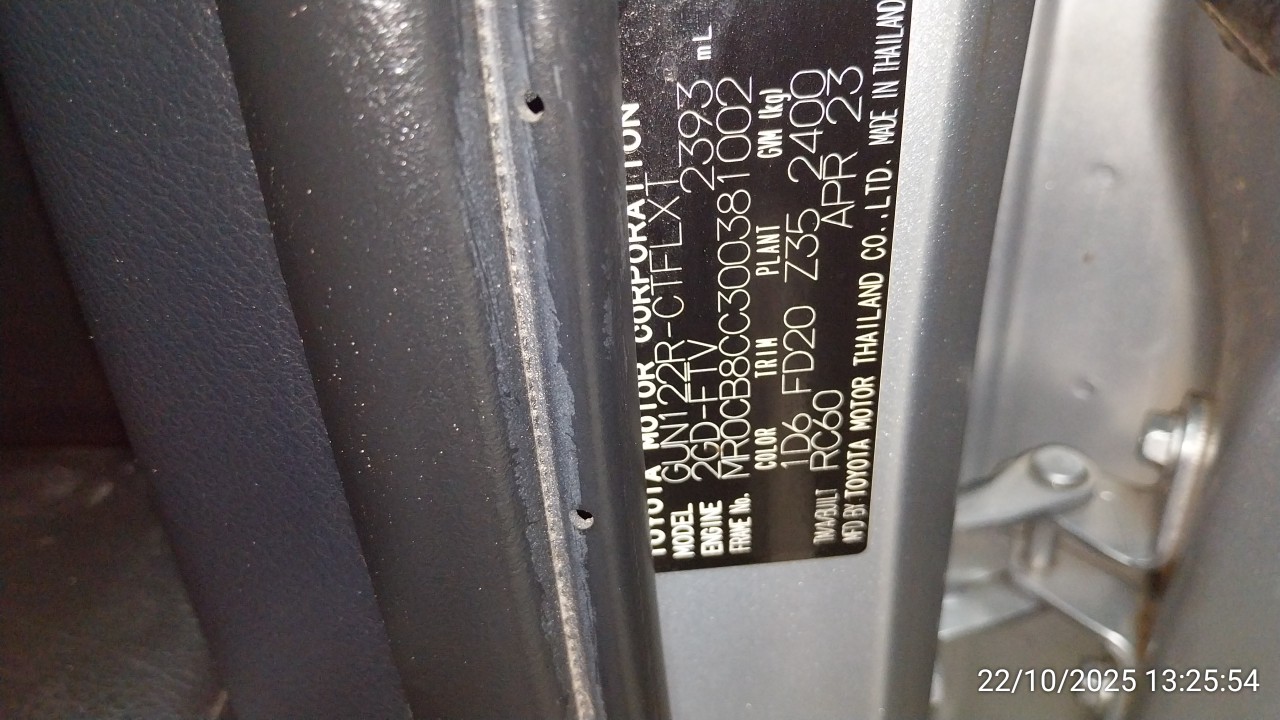 TOYOTA MOTOR CORPORATION
MODEL GUN122R-CTFLXT
ENGINE 2GD-FTV 2393 mL
FRAME No. MR0CB8CC300381002
COLOR TRIM PLANT GVM (kg)
1D6 FD20 Z35 2400
TMA/BUILT RC60 APR 23
MFD BY TOYOTA MOTOR THAILAND CO.,LTD. MADE IN THAILAND
22/10/2025 13:25:54